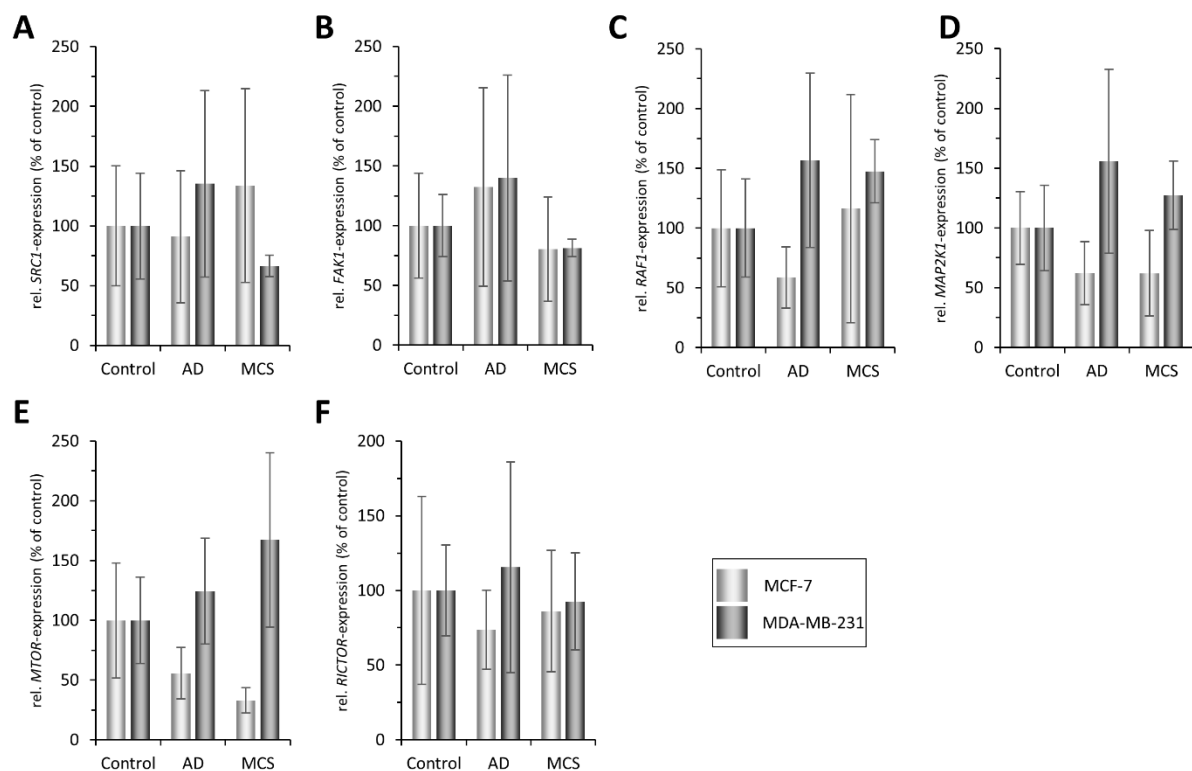 A
rel. SRC1-expression (% of control)
250
200
150
100
50
0
Control AD MCS
B
rel. FAK1-expression (% of control)
250
200
150
100
50
0
Control AD MCS
C
rel. RAF1-expression (% of control)
250
200
150
100
50
0
Control AD MCS
D
rel. MAP2K1-expression (% of control)
250
200
150
100
50
0
Control AD MCS
E
rel. MTOR-expression (% of control)
250
200
150
100
50
0
Control AD MCS
F
rel. RICTOR-expression (% of control)
200
150
100
50
0
Control AD MCS
MCF-7
MDA-MB-231